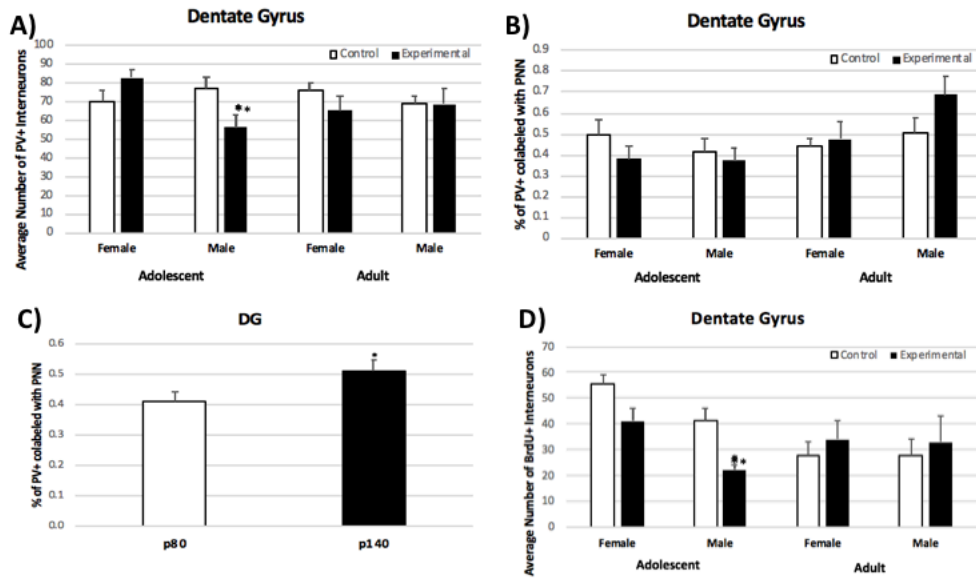 A)
Dentate Gyrus
Control Experimental
Average Number of PV+ Interneurons
100
90
80
70
60
50
40
30
20
10
0
**
Female Male Female Male
Adolescent Adult
B)
Dentate Gyrus
Control Experimental
% of PV+ colabeled with PNN
0.9
0.8
0.7
0.6
0.5
0.4
0.3
0.2
0.1
0
Female Male Female Male
Adolescent Adult
C)
DG
% of PV+ colabeled with PNN
0.6
0.5
0.4
0.3
0.2
0.1
0.0
*
p80 p140
D)
Dentate Gyrus
Control Experimental
Average Number of BrdU+ Interneurons
70
60
50
40
30
20
10
0
*
Female Male Female Male
Adolescent Adult